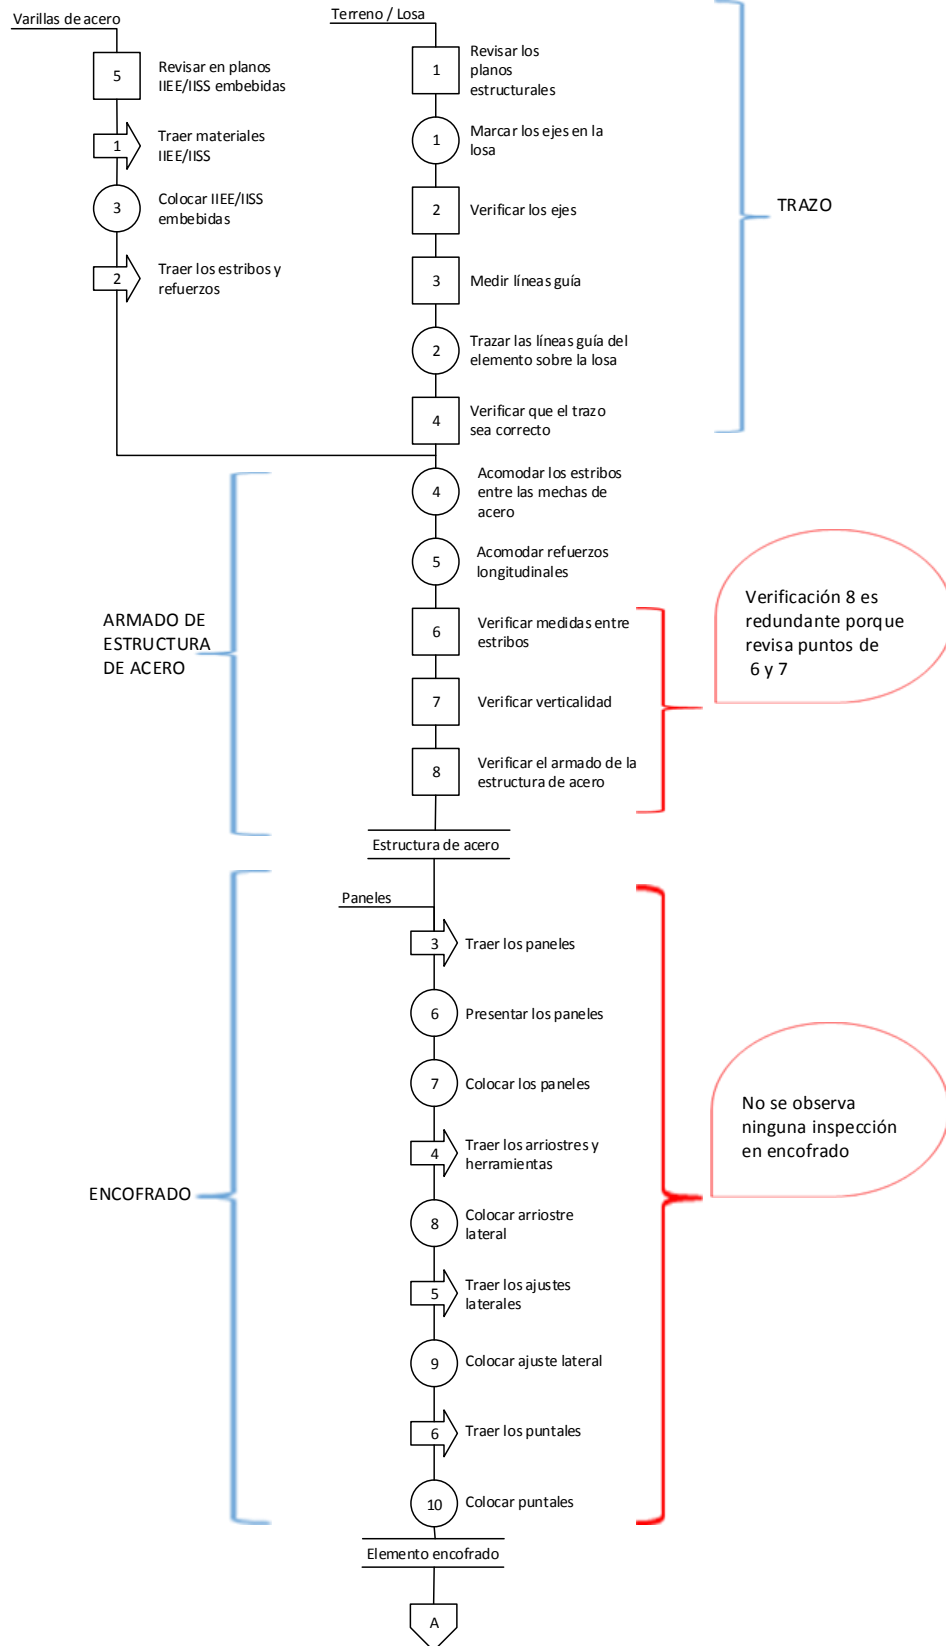 Varillas de acero
5
Revisar en planos
IIEE/IISS embebidas
1
Traer materiales
IIEE/IISS
3
Colocar IIEE/IISS
embebidas
2
Traer los estribos y
refuerzos
Terreno / Losa
1
Revisar los
planos
estructurales
1
Marcar los ejes en la
losa
2
Verificar los ejes
3
Medir líneas guía
2
Trazar las líneas guía del
elemento sobre la losa
4
Verificar que el trazo
sea correcto
TRAZO
4
Acomodar los estribos
entre las mechas de
acero
5
Acomodar refuerzos
longitudinales
6
Verificar medidas entre
estribos
7
Verificar verticalidad
8
Verificar el armado de la
estructura de acero
ARMADO DE
ESTRUCTURA
DE ACERO
Verificación 8 es
redundante porque
revisa puntos de
6 y 7
Estructura de acero
Paneles
3
Traer los paneles
6
Presentar los paneles
7
Colocar los paneles
4
Traer los arriostres y
herramientas
8
Colocar arriostre
lateral
5
Traer los ajustes
laterales
9
Colocar ajuste lateral
6
Traer los puntales
10
Colocar puntales
ENCOFRADO
No se observa
ninguna inspección
en encofrado
Elemento encofrado
A